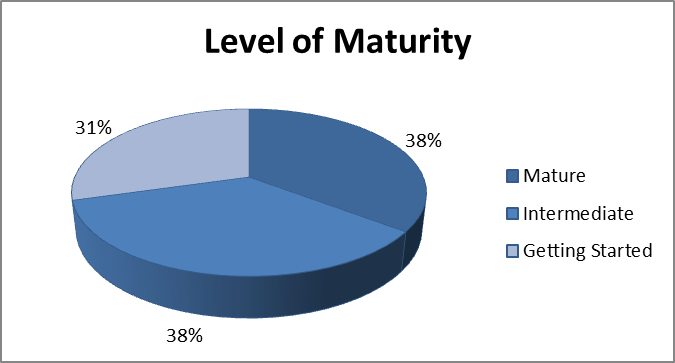 Level of Maturity
31%
38%
Mature
Intermediate
Getting Started
38%